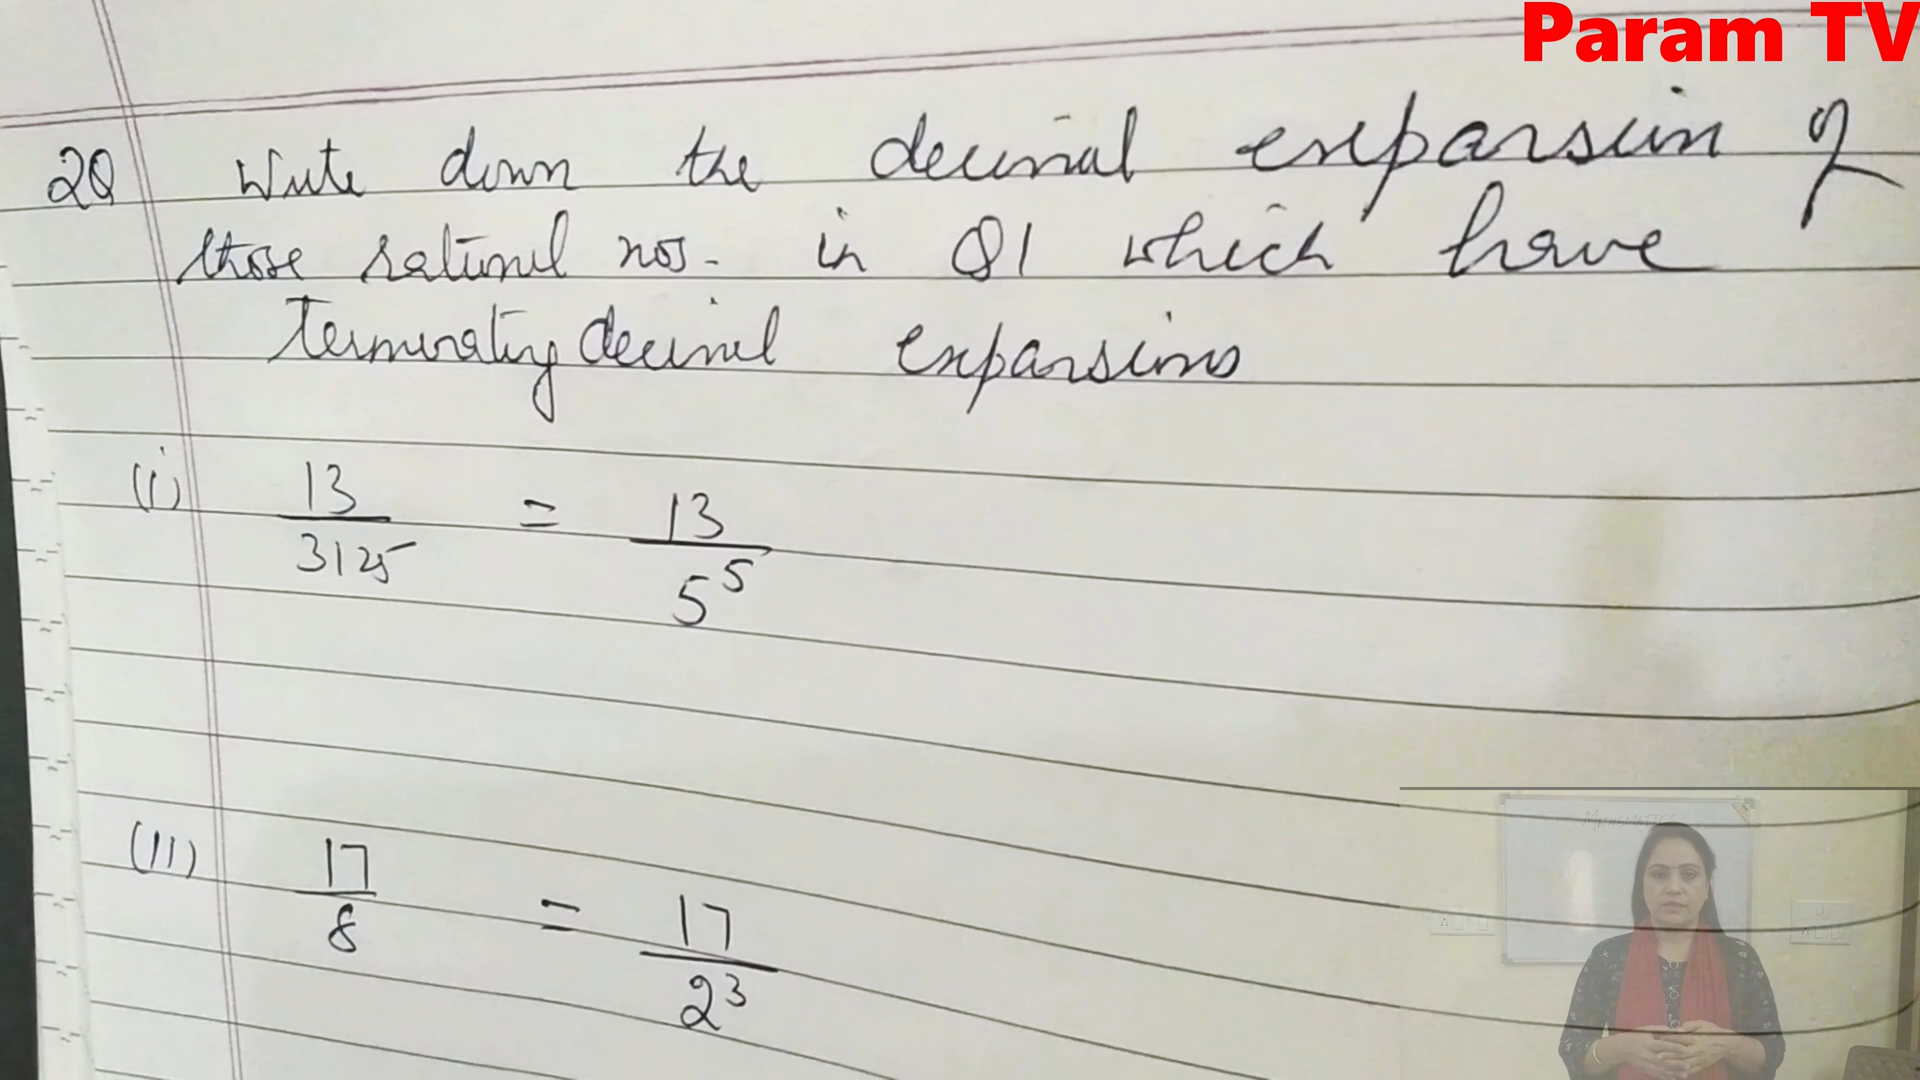 Param TV
2Q Write down the decimal expansion of
those rational nos. in Q1 which have
terminating decimal expansions
(i) 13/3125 = 13/5^5
(ii) 17/8 = 17/2^3
MATHEMATICS